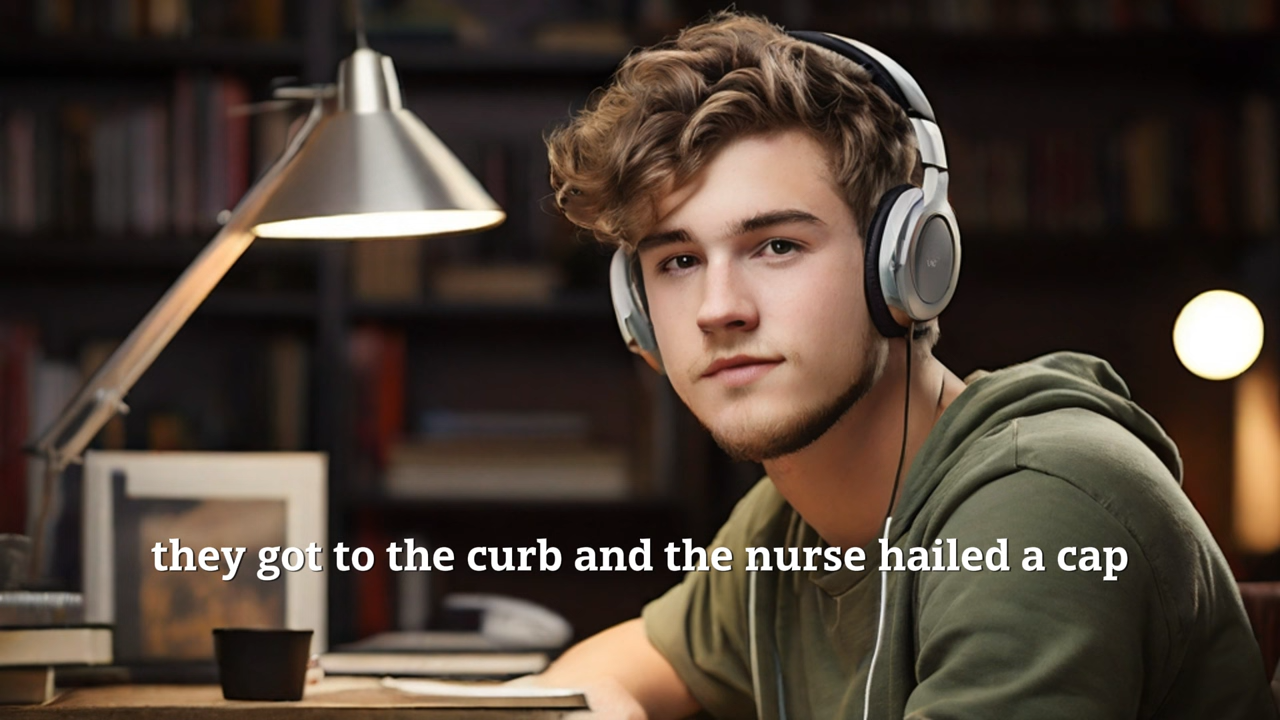 they got to the curb and the nurse hailed a cap